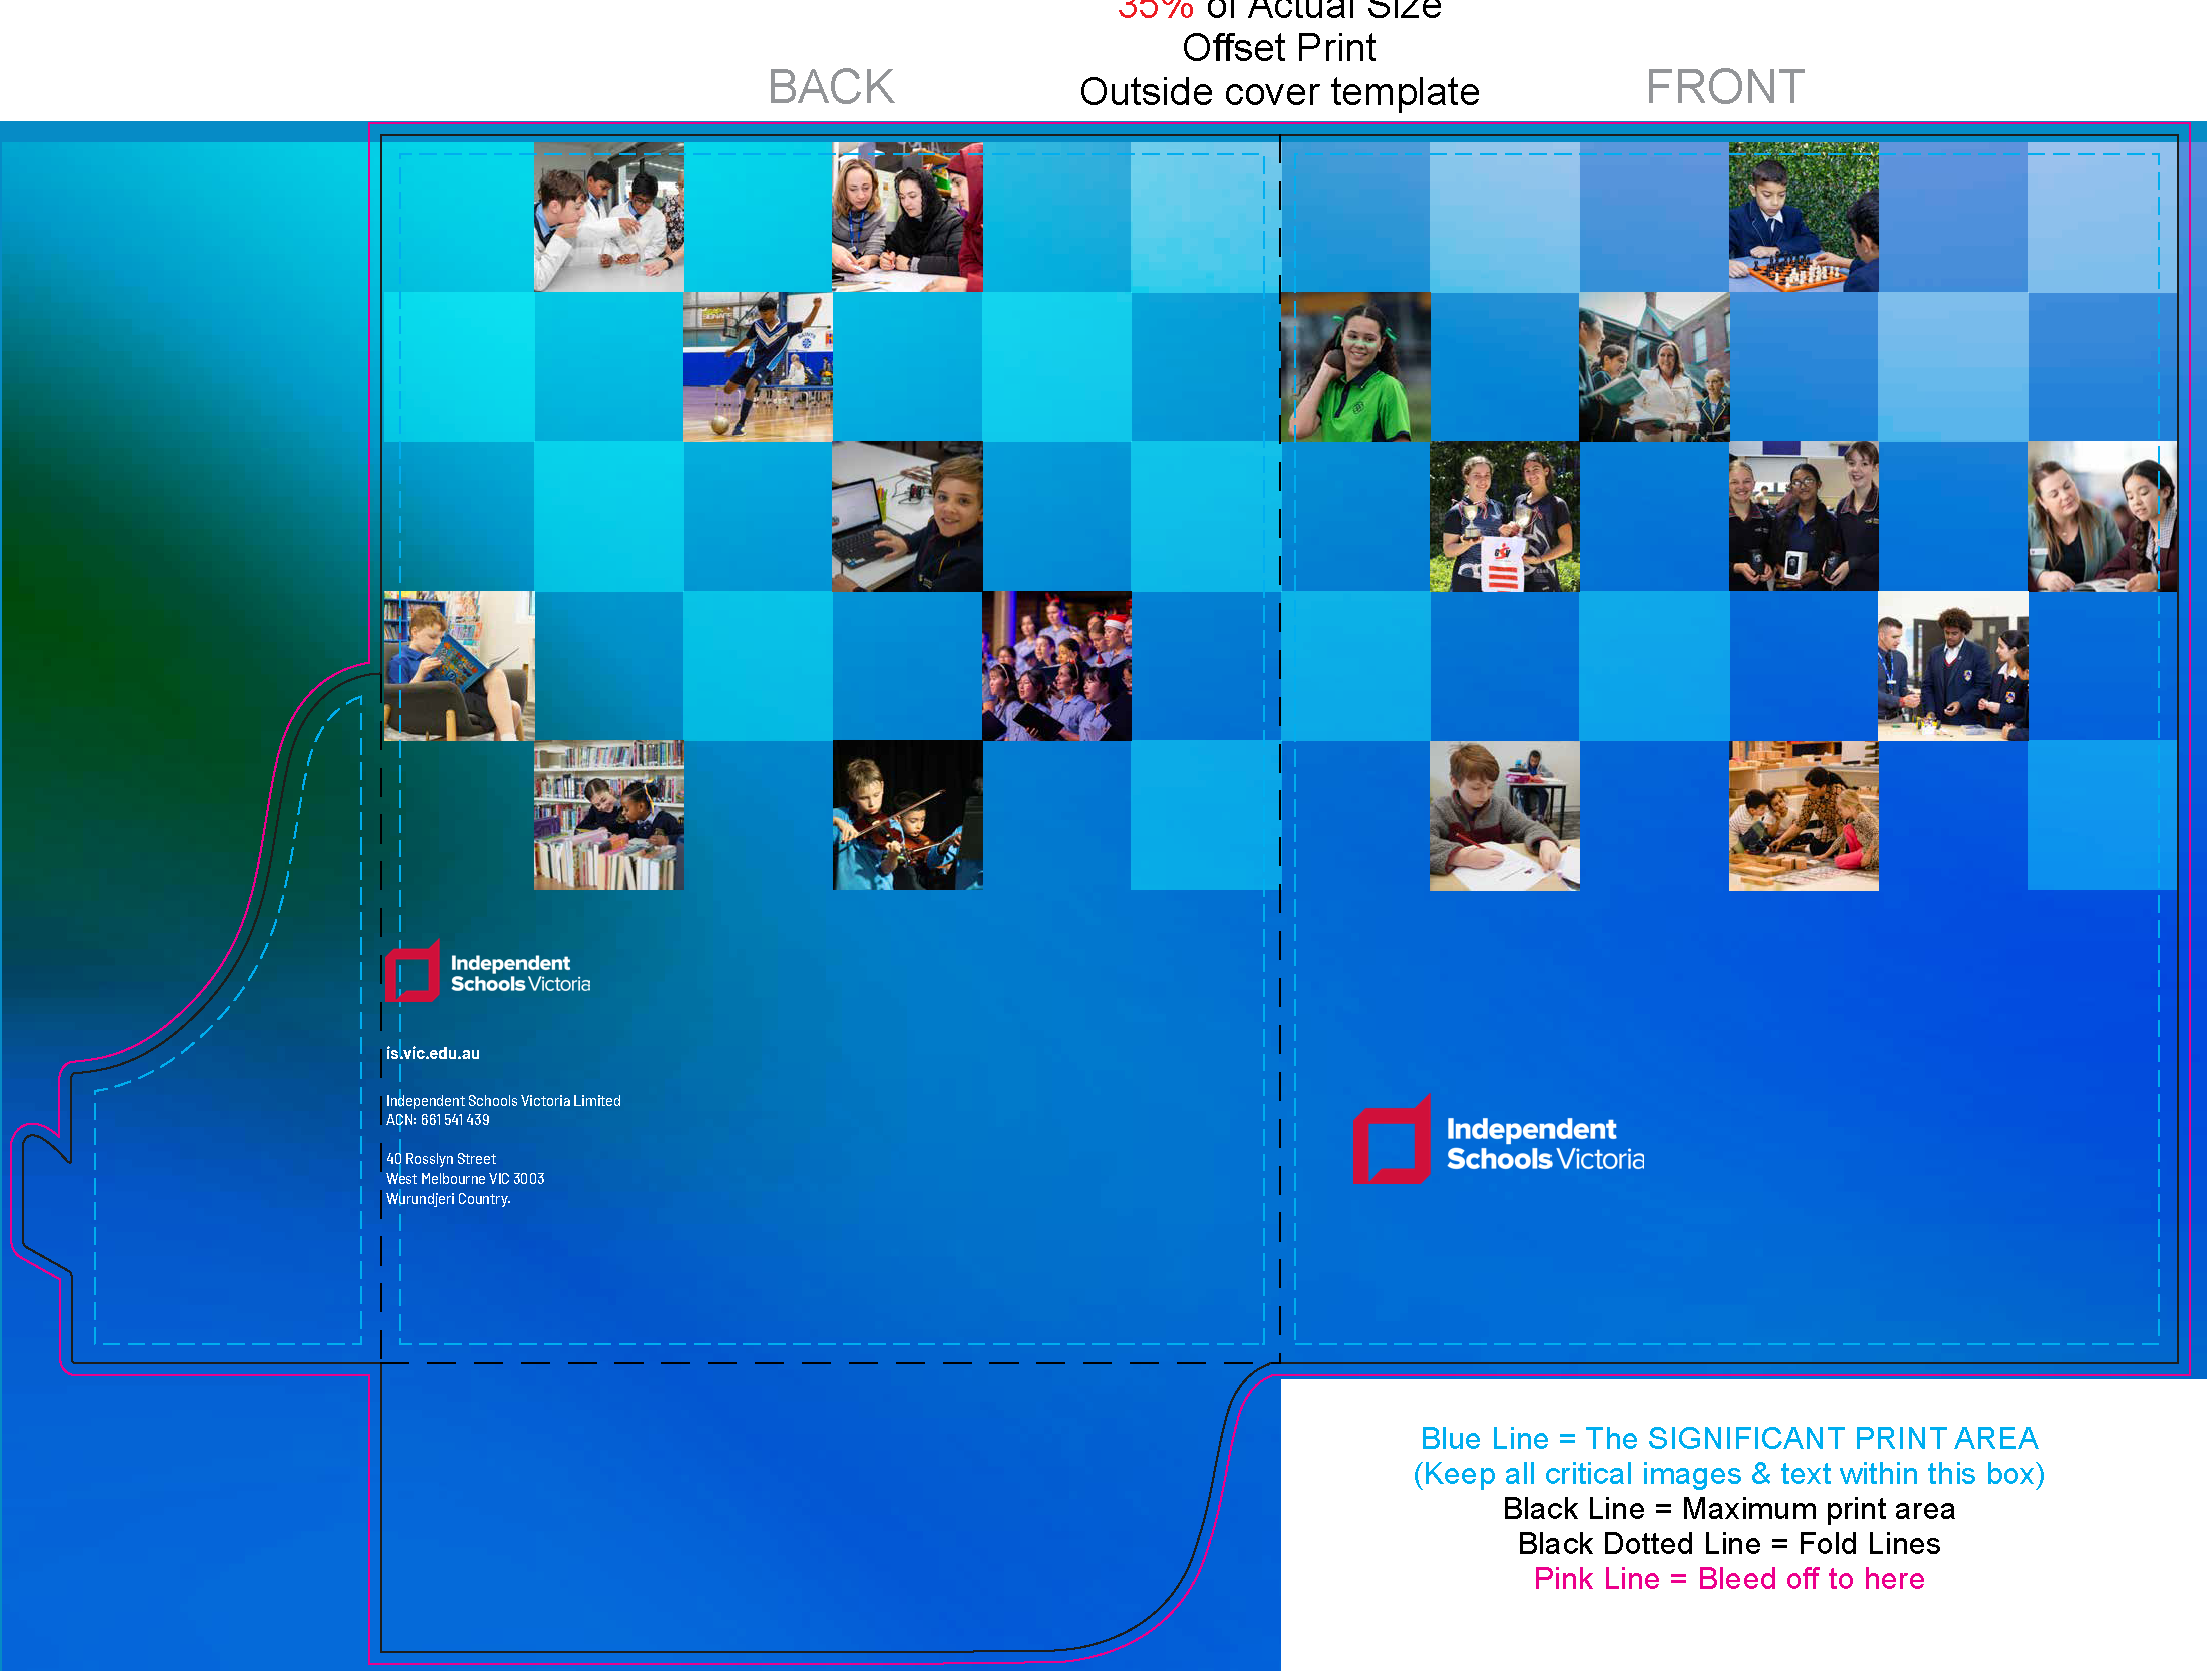 35% of Actual Size
Offset Print
Outside cover template
BACK
FRONT
Independent
Schools Victoria
is.vic.edu.au
Independent Schools Victoria Limited
ACN: 661 541 439
40 Rosslyn Street
West Melbourne VIC 3003
Wurundjeri Country.
Independent
Schools Victoria
Blue Line = The SIGNIFICANT PRINT AREA
(Keep all critical images & text within this box)
Black Line = Maximum print area
Black Dotted Line = Fold Lines
Pink Line = Bleed off to here